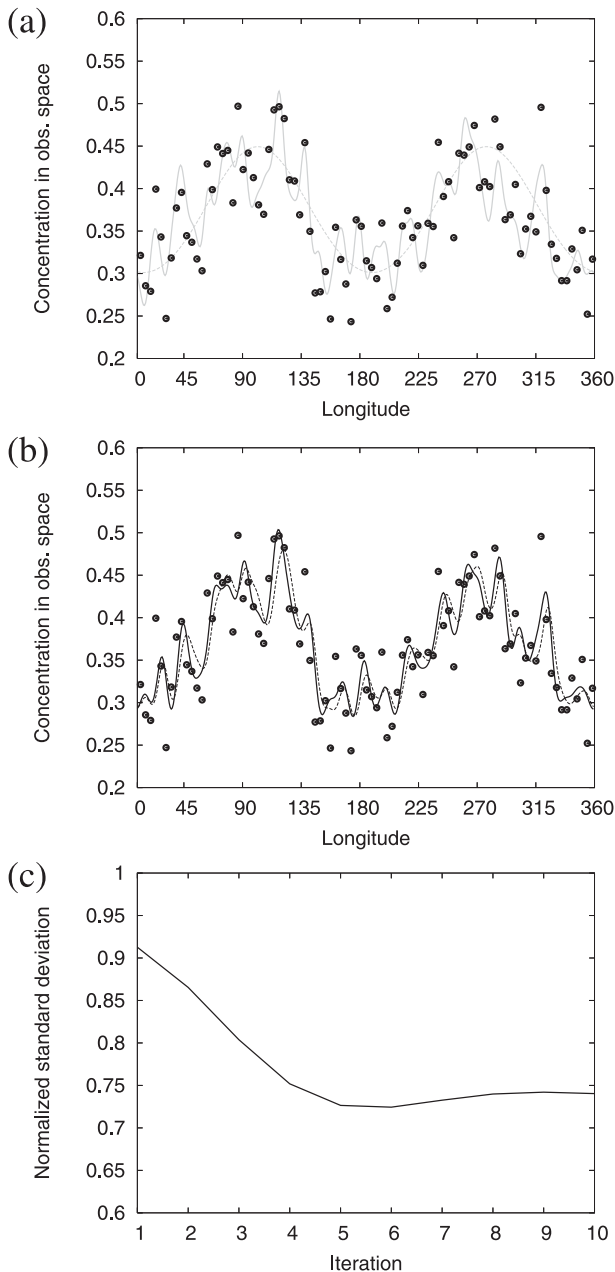 (a)
0.6
0.55
0.5
0.45
0.4
0.35
0.3
0.25
0.2
Concentration in obs. space
0 45 90 135 180 225 270 315 360
Longitude
(b)
0.6
0.55
0.5
0.45
0.4
0.35
0.3
0.25
0.2
Concentration in obs. space
0 45 90 135 180 225 270 315 360
Longitude
(c)
1
0.95
0.9
0.85
0.8
0.75
0.7
0.65
0.6
Normalized standard deviation
1 2 3 4 5 6 7 8 9 10
Iteration